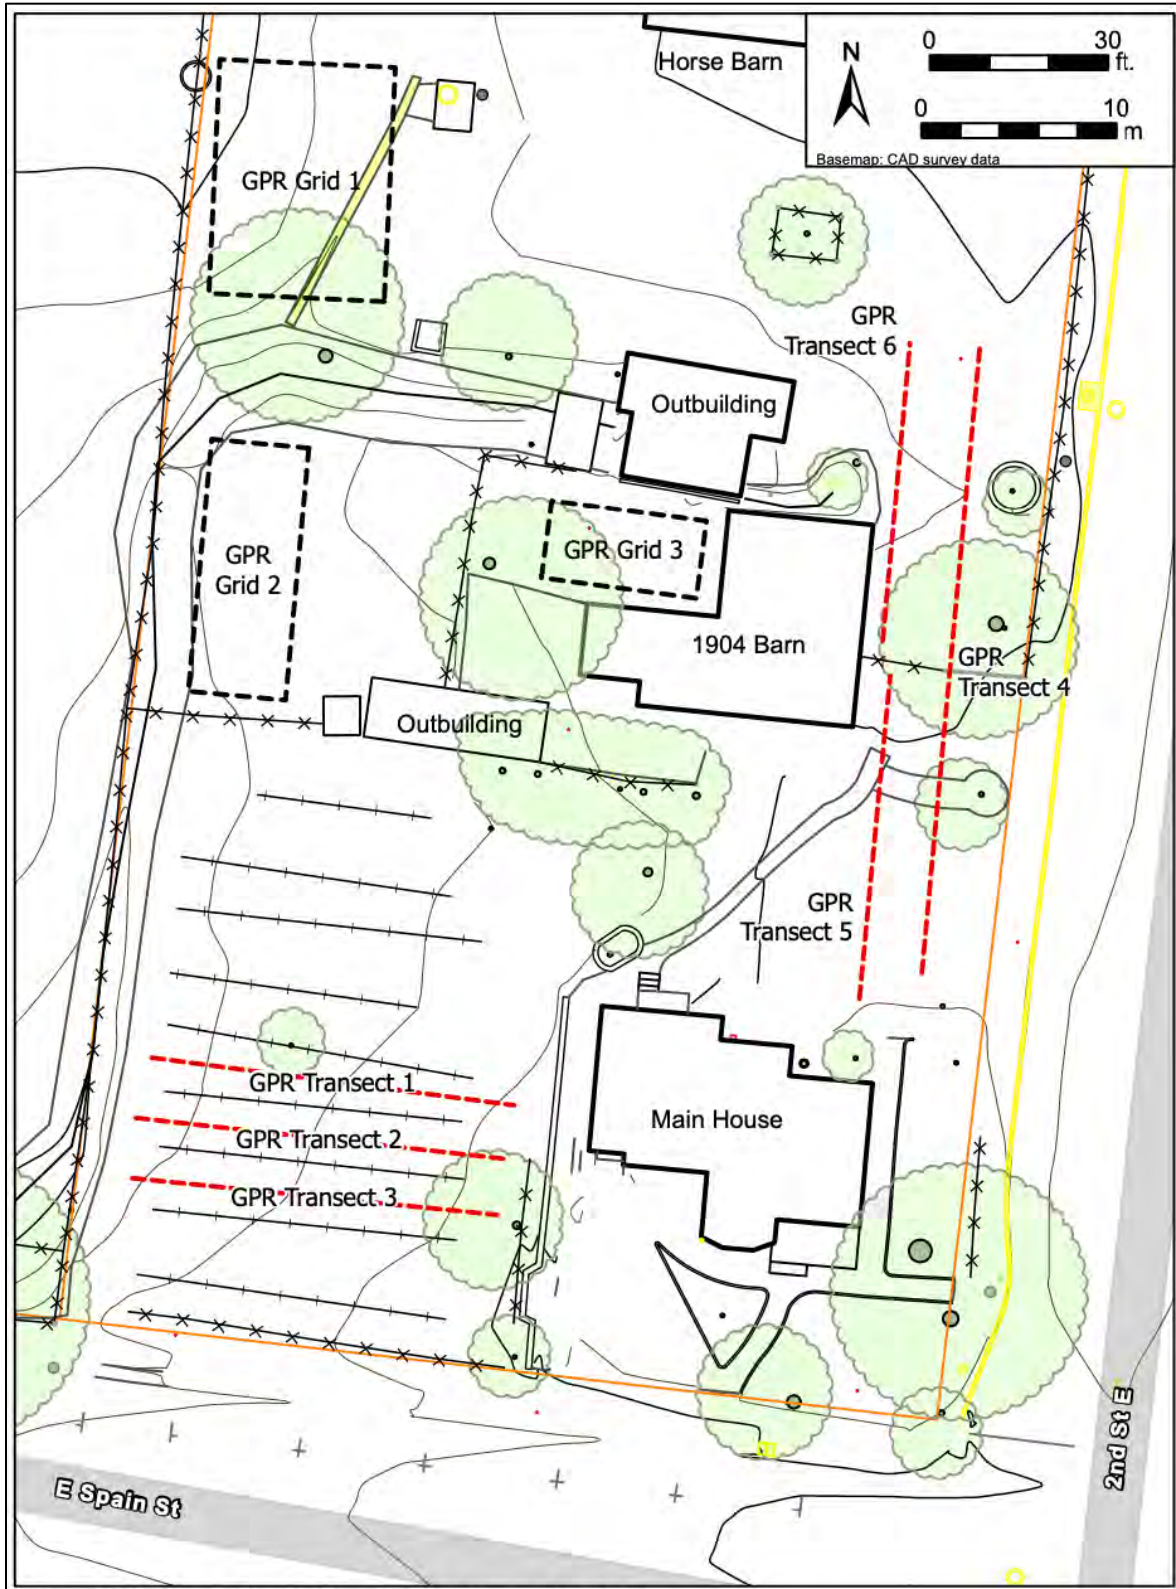 Horse Barn
N
0 30
ft.
0 10
m
Basemap: CAD survey data
GPR Grid 1
GPR
Transect 6
Outbuilding
GPR
Grid 2
GPR Grid 3
1904 Barn
GPR
Transect 4
Outbuilding
GPR
Transect 5
GPR Transect 1
GPR Transect 2
GPR Transect 3
Main House
E Spain St
2nd St E